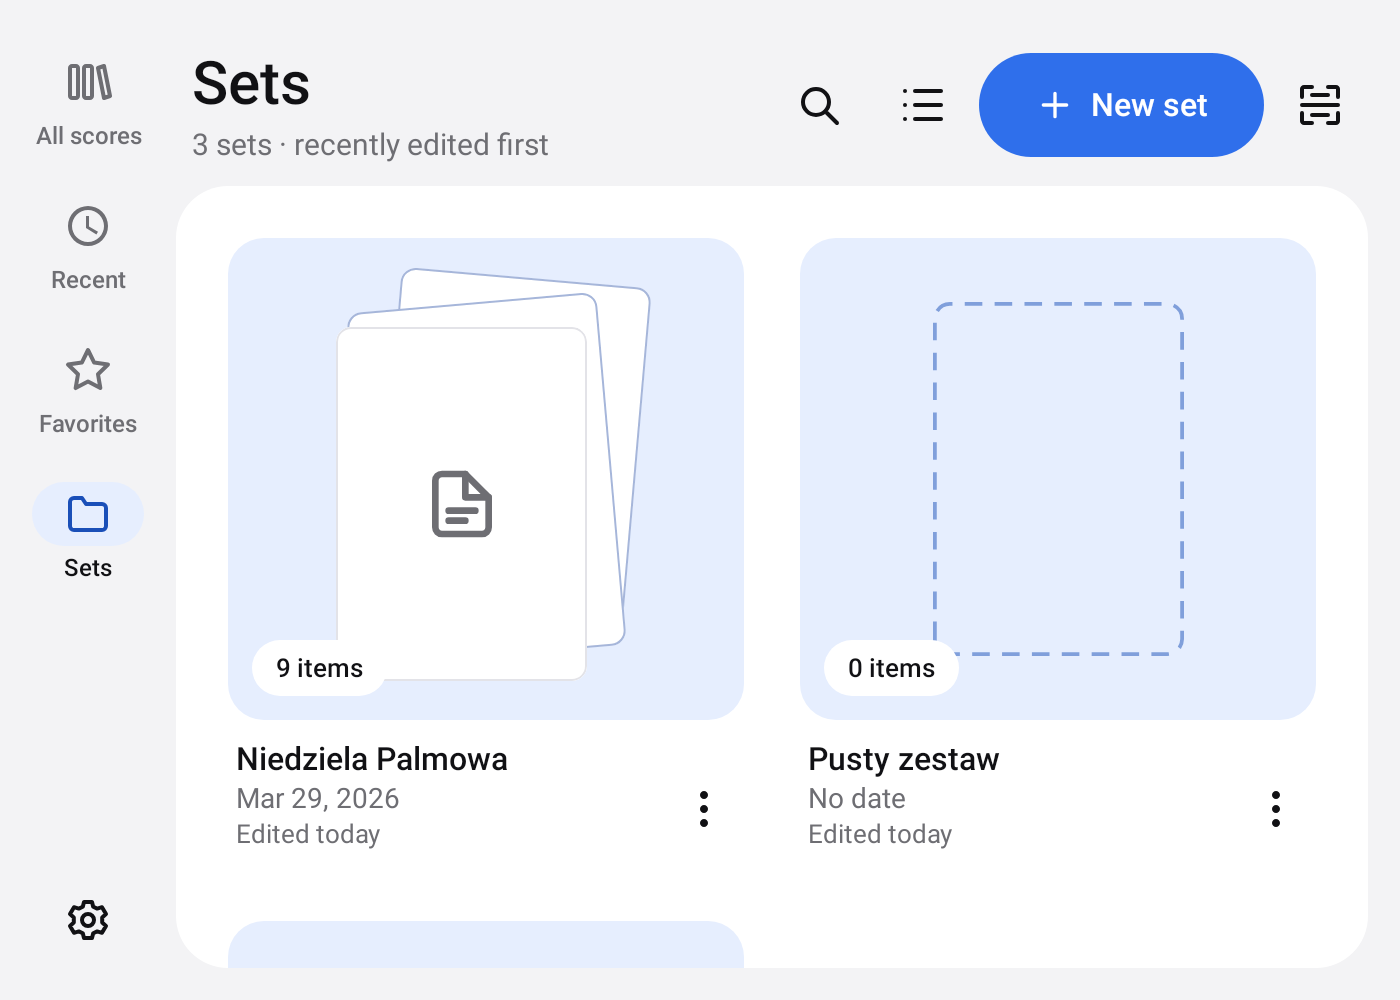 All scores
Recent
Favorites
Sets
Sets
3 sets · recently edited first
New set
9 items
Niedziela Palmowa
Mar 29, 2026
Edited today
0 items
Pusty zestaw
No date
Edited today